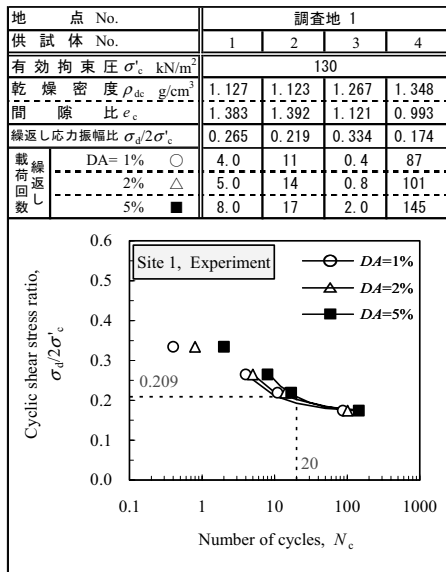 地 点 No. 調査地 1
供 試 体 No. 1 2 3 4
有 効 拘 束 圧 σ'c kN/m² 130
乾 燥 密 度 ρdc g/cm³ 1.127 1.123 1.267 1.348
間 隙 比 ec 1.383 1.392 1.121 0.993
繰返し応力振幅比 σd/2σ'c 0.265 0.219 0.334 0.174
繰返し載荷回数 DA= 1% ○ 4.0 11 0.4 87
2% △ 5.0 14 0.8 101
5% ■ 8.0 17 2.0 145
Site 1, Experiment
DA=1%
DA=2%
DA=5%
Cyclic shear stress ratio, σd/2σ'c
0.6
0.5
0.4
0.3
0.2
0.1
0.0
0.209
20
0.1 1 10 100 1000
Number of cycles, Nc